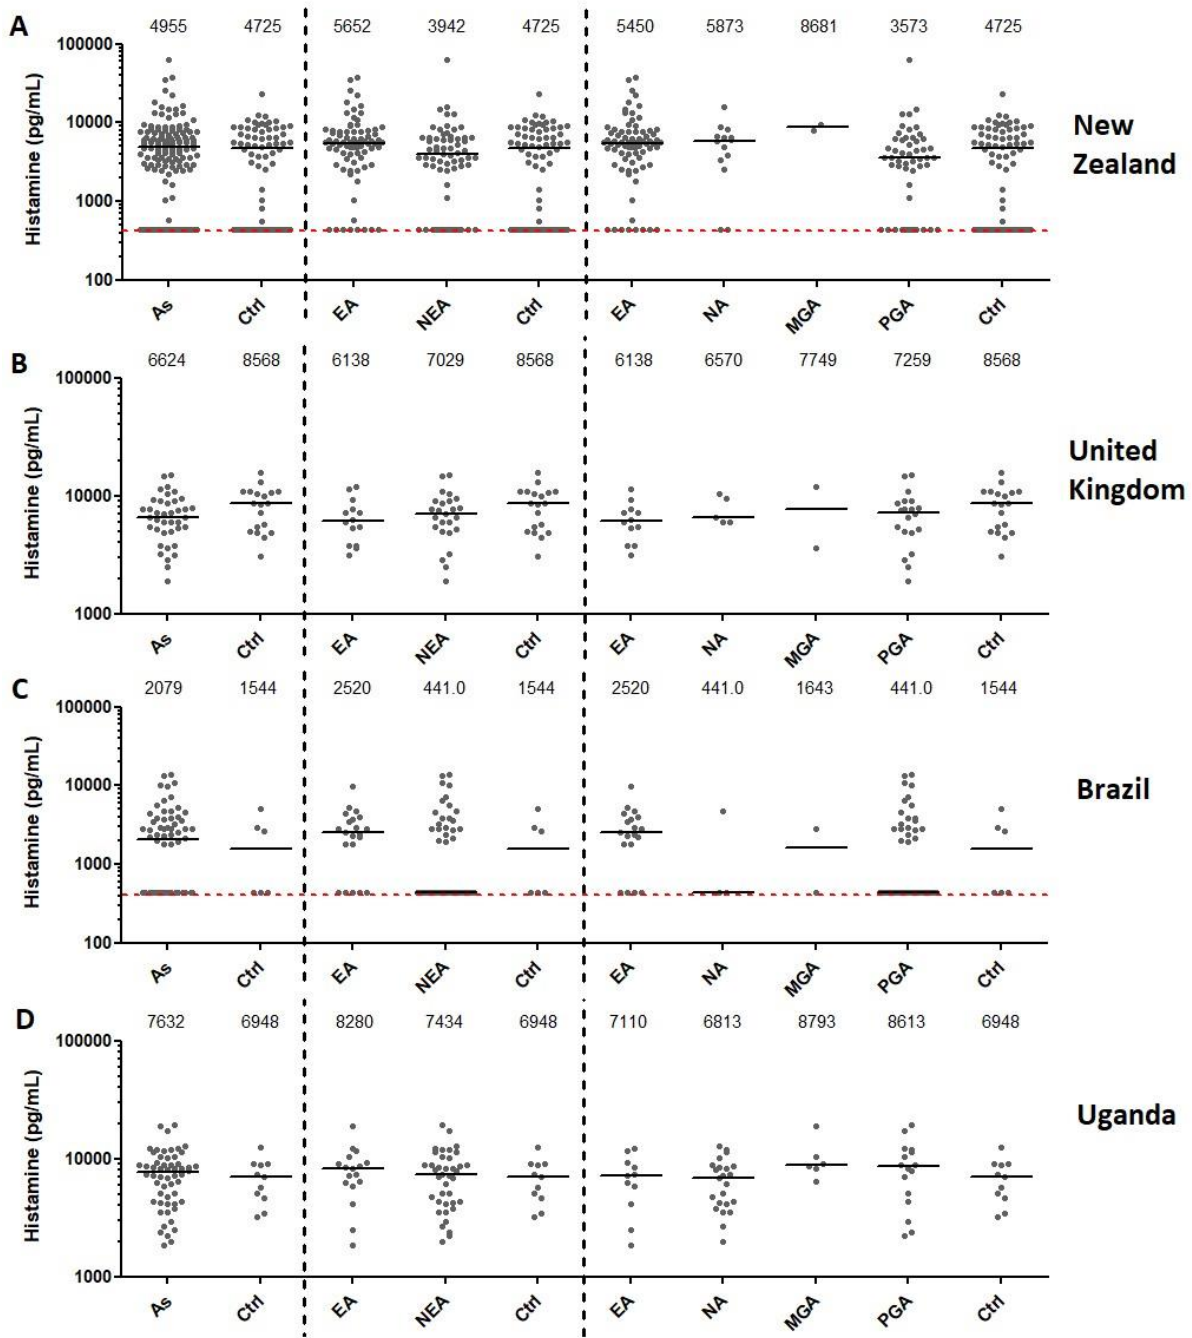 A
4955 4725 5652 3942 4725 5450 5873 8681 3573 4725
Histamine (pg/mL)
100000
10000
1000
100
As Ctrl EA NEA Ctrl EA NA MGA PGA Ctrl
New
Zealand
B
6624 8568 6138 7029 8568 6138 6570 7749 7259 8568
Histamine (pg/mL)
100000
10000
1000
As Ctrl EA NEA Ctrl EA NA MGA PGA Ctrl
United
Kingdom
C
2079 1544 2520 441.0 1544 2520 441.0 1643 441.0 1544
Histamine (pg/mL)
100000
10000
1000
100
As Ctrl EA NEA Ctrl EA NA MGA PGA Ctrl
Brazil
D
7632 6948 8280 7434 6948 7110 6813 8793 8613 6948
Histamine (pg/mL)
100000
10000
1000
As Ctrl EA NEA Ctrl EA NA MGA PGA Ctrl
Uganda